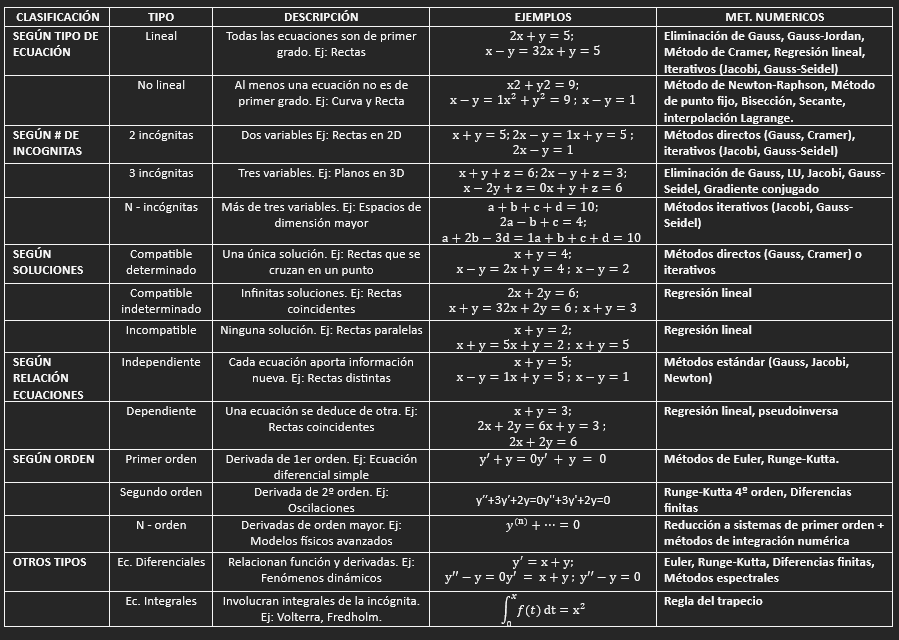 CLASIFICACIÓN TIPO DESCRIPCIÓN EJEMPLOS MET. NUMERICOS
SEGÚN TIPO DE ECUACIÓN
Lineal
Todas las ecuaciones son de primer
grado. Ej: Rectas
2x + y = 5;
x − y = 32x + y = 5
Eliminación de Gauss, Gauss-Jordan,
Método de Cramer, Regresión lineal,
Iterativos (Jacobi, Gauss-Seidel)
No lineal
Al menos una ecuación no es de
primer grado. Ej: Curva y Recta
x2 + y2 = 9;
x − y = 1x² + y² = 9 ; x − y = 1
Método de Newton-Raphson, Método
de punto fijo, Bisección, Secante,
interpolación Lagrange.
SEGÚN # DE
INCOGNITAS
2 incógnitas
Dos variables Ej: Rectas en 2D
x + y = 5; 2x − y = 1x + y = 5 ;
2x − y = 1
Métodos directos (Gauss, Cramer),
iterativos (Jacobi, Gauss-Seidel)
3 incógnitas
Tres variables. Ej: Planos en 3D
x + y + z = 6; 2x − y + z = 3;
x − 2y + z = 0x + y + z = 6
Eliminación de Gauss, LU, Jacobi, Gauss-
Seidel, Gradiente conjugado
N - incógnitas
Más de tres variables. Ej: Espacios de
dimensión mayor
a + b + c + d = 10;
2a − b + c = 4;
a + 2b − 3d = 1a + b + c + d = 10
Métodos iterativos (Jacobi, Gauss-
Seidel)
SEGÚN
SOLUCIONES
Compatible
determinado
Una única solución. Ej: Rectas que se
cruzan en un punto
x + y = 4;
x − y = 2x + y = 4 ; x − y = 2
Métodos directos (Gauss, Cramer) o
iterativos
Compatible
indeterminado
Infinitas soluciones. Ej: Rectas
coincidentes
2x + 2y = 6;
x + y = 32x + 2y = 6 ; x + y = 3
Regresión lineal
Incompatible
Ninguna solución. Ej: Rectas paralelas
x + y = 2;
x + y = 5x + y = 2 ; x + y = 5
Regresión lineal
SEGÚN
RELACIÓN
ECUACIONES
Independiente
Cada ecuación aporta información
nueva. Ej: Rectas distintas
x + y = 5;
x − y = 1x + y = 5 ; x − y = 1
Métodos estándar (Gauss, Jacobi,
Newton)
Dependiente
Una ecuación se deduce de otra. Ej:
Rectas coincidentes
x + y = 3;
2x + 2y = 6x + y = 3 ;
2x + 2y = 6
Regresión lineal, pseudoinversa
SEGÚN ORDEN
Primer orden
Derivada de 1er orden. Ej: Ecuación
diferencial simple
y′ + y = 0y′ + y = 0
Métodos de Euler, Runge-Kutta.
Segundo orden
Derivada de 2º orden. Ej:
Oscilaciones
y′′+3y′+2y=0y′′+3y′+2y=0
Runge-Kutta 4º orden, Diferencias
finitas
N - orden
Derivadas de orden mayor. Ej:
Modelos físicos avanzados
y⁽ⁿ⁾ + ⋯ = 0
Reducción a sistemas de primer orden +
métodos de integración numérica
OTROS TIPOS
Ec. Diferenciales
Relacionan función y derivadas. Ej:
Fenómenos dinámicos
y′ = x + y;
y′′ − y = 0y′ = x + y ; y′′ − y = 0
Euler, Runge-Kutta, Diferencias finitas,
Métodos espectrales
Ec. Integrales
Involucran integrales de la incógnita.
Ej: Volterra, Fredholm.
∫₀ˣ f(t) dt = x²
Regla del trapecio